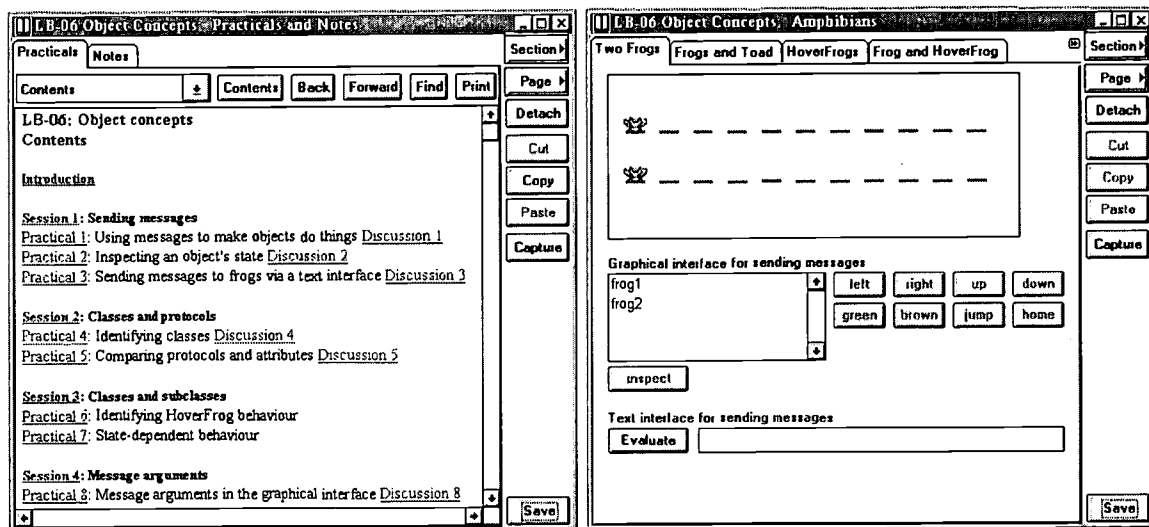 LB-06 Object Concepts, Practicals and Notes
Practicals Notes
Contents Contents Back Forward Find Print
LB-06: Object concepts
Contents
Introduction
Session 1: Sending messages
Practical 1: Using messages to make objects do things Discussion 1
Practical 2: Inspecting an object's state Discussion 2
Practical 3: Sending messages to frogs via a text interface Discussion 3
Session 2: Classes and protocols
Practical 4: Identifying classes Discussion 4
Practical 5: Comparing protocols and attributes Discussion 5
Session 3: Classes and subclasses
Practical 6: Identifying HoverFrog behaviour
Practical 7: State-dependent behaviour
Session 4: Message arguments
Practical 8: Message arguments in the graphical interface Discussion 8
Section
Page
Detach
Cut
Copy
Paste
Capture
Save
LB-06 Object Concepts, Amphibians
Two Frogs Frogs and Toad HoverFrogs Frog and HoverFrog
Graphical interface for sending messages
frog1
frog2
left right up down
green brown jump home
inspect
Text interface for sending messages
Evaluate
Section
Page
Detach
Cut
Copy
Paste
Capture
Save